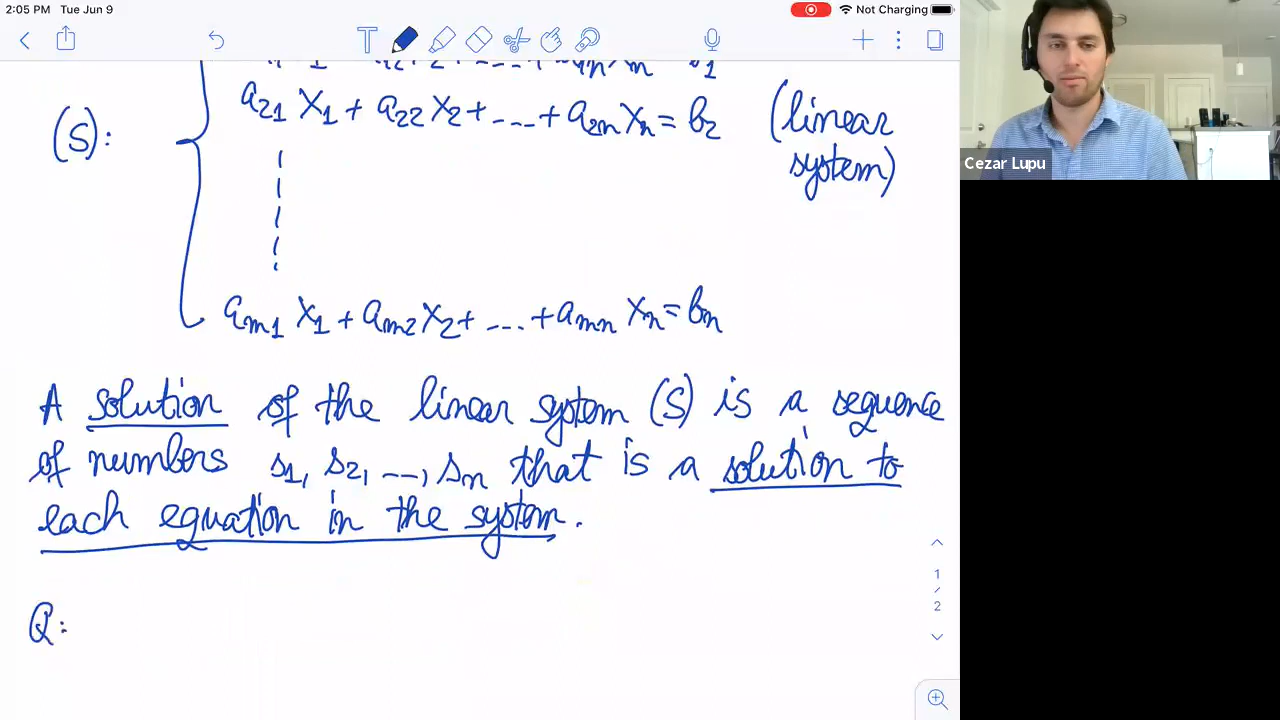 2:05 PM Tue Jun 9
Not Charging
a21 x1 + a22 x2 + .... + a2n xn = b2 (linear
(S): system)
am1 x1 + am2 x2 + .... + amn xn = bn
A solution of the linear system (S) is a sequence
of numbers s1, s2, ..., sn that is a solution to
each equation in the system.
Q:
1
/
2
Cezar Lupu